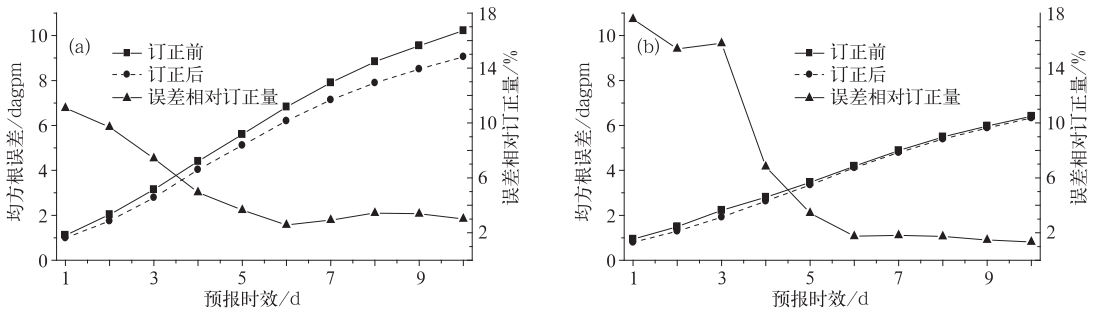 (a)
订正前
订正后
误差相对订正量
均方根误差/dagpm
10
8
6
4
2
0
误差相对订正量/%
18
14
10
6
2
1 3 5 7 9
预报时效/d
(b)
订正前
订正后
误差相对订正量
均方根误差/dagpm
10
8
6
4
2
0
误差相对订正量/%
18
14
10
6
2
1 3 5 7 9
预报时效/d